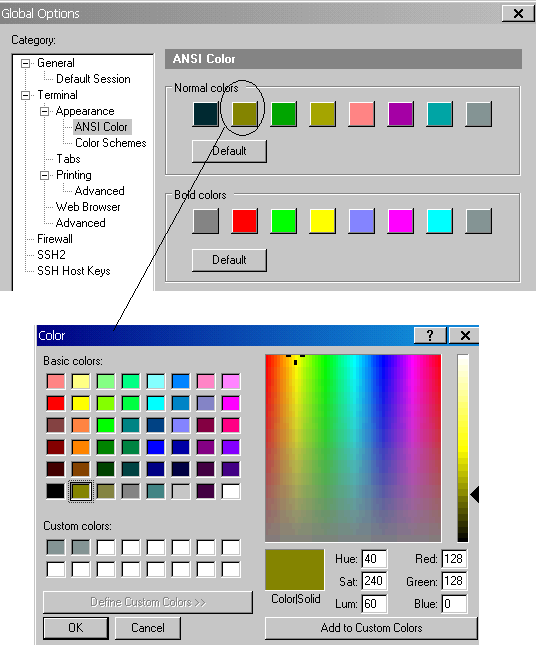 Global Options
Category:
General
Default Session
Terminal
Appearance
ANSI Color
Color Schemes
Tabs
Printing
Advanced
Web Browser
Advanced
Firewall
SSH2
SSH Host Keys
ANSI Color
Normal colors
Default
Bold colors
Default
Color
Basic colors:
Custom colors:
Define Custom Colors >>
OK
Cancel
Color|Solid
Hue: 40
Sat: 240
Lum: 60
Red: 128
Green: 128
Blue: 0
Add to Custom Colors